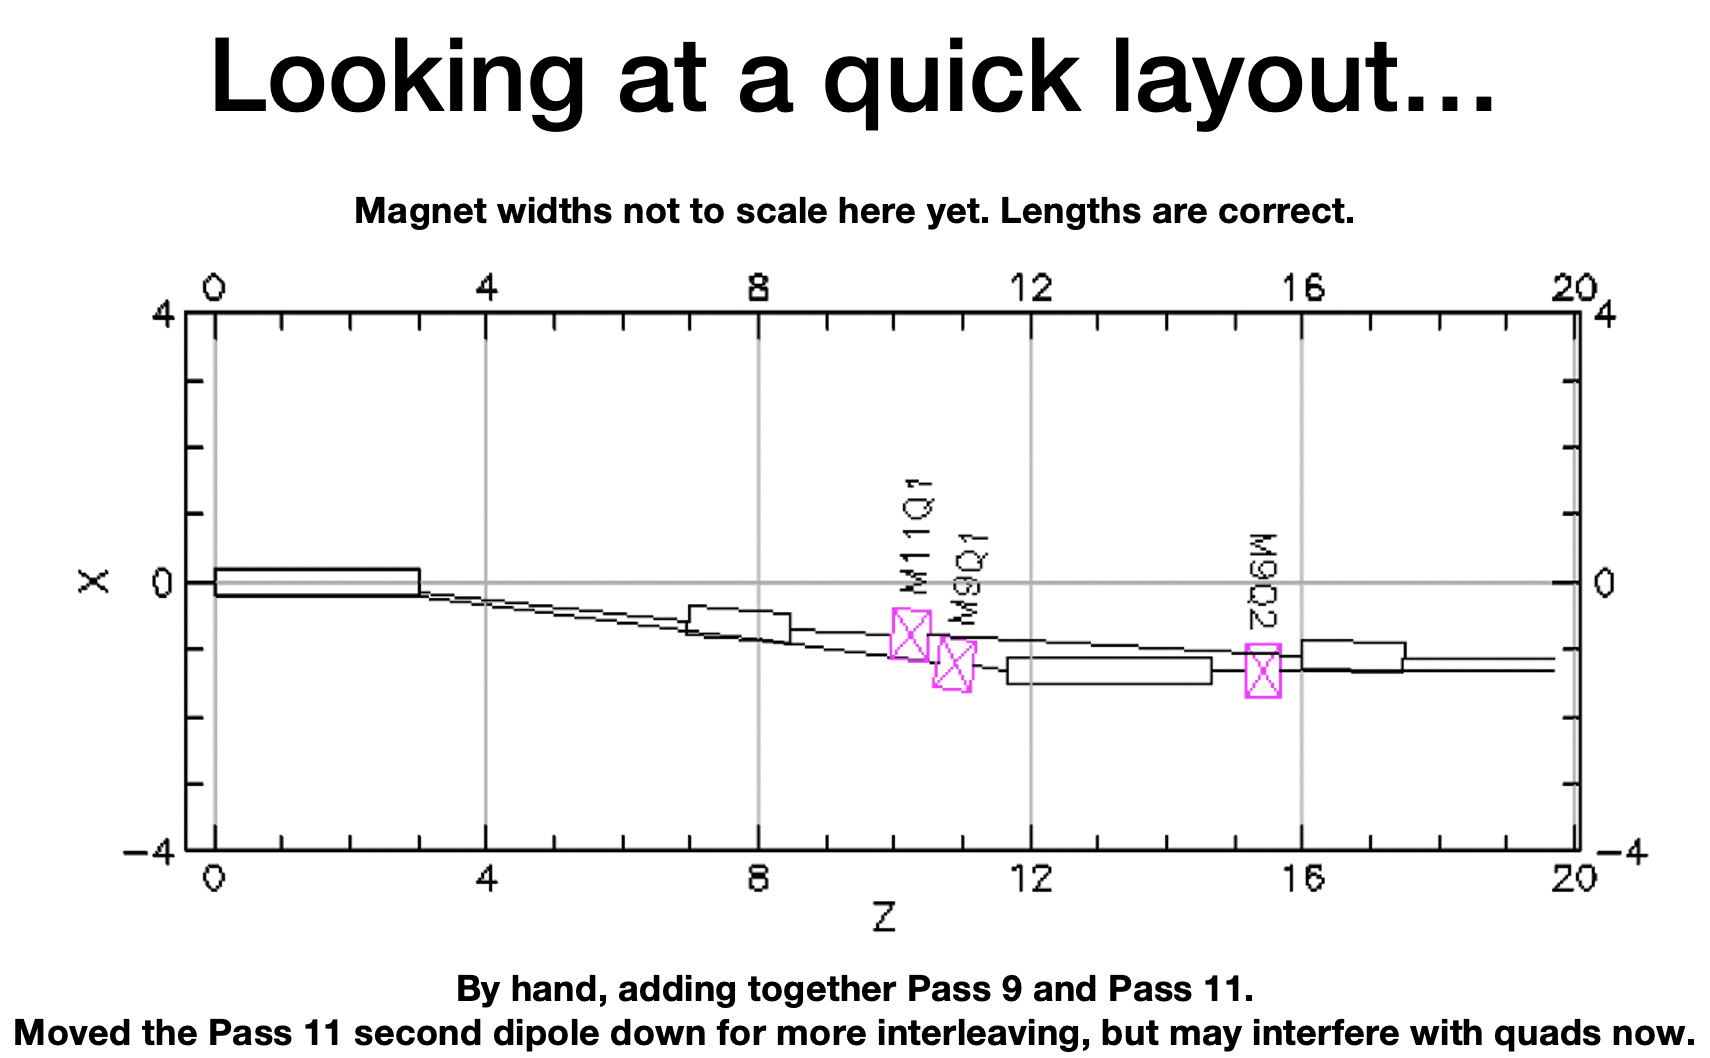 Looking at a quick layout…
Magnet widths not to scale here yet. Lengths are correct.
0 4 8 12 16 20
4 4
M11Q1
M9Q1
M9Q2
X 0 0
−4 −4
0 4 8 12 16 20
Z
By hand, adding together Pass 9 and Pass 11.
Moved the Pass 11 second dipole down for more interleaving, but may interfere with quads now.